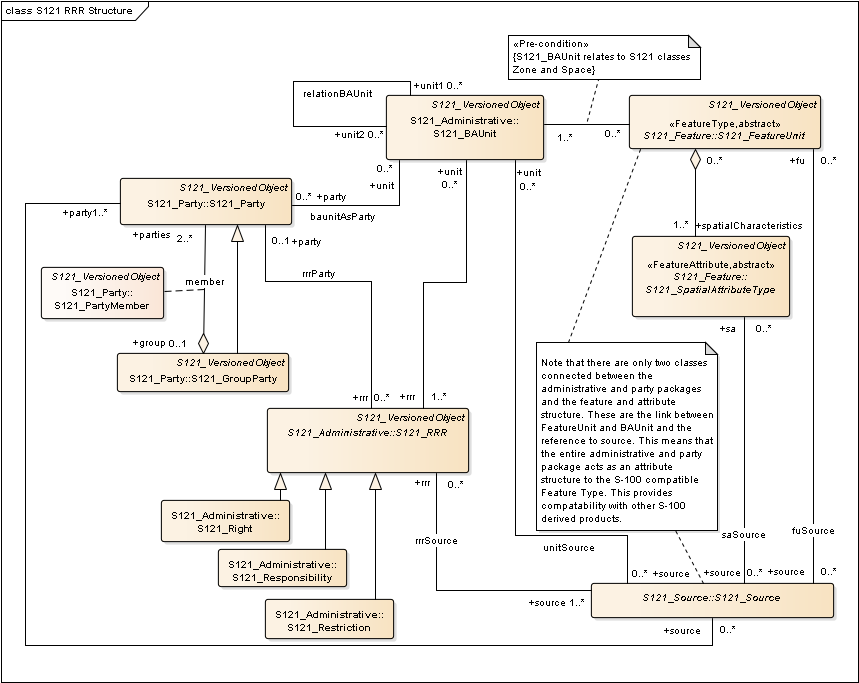 class S121 RRR Structure
«Pre-condition»
{S121_BAUnit relates to S121 classes
Zone and Space}
relationBAUnit
+unit1 0..*
+unit2 0..*
S121_VersionedObject
S121_Administrative::
S121_BAUnit
1..*
0..*
S121_VersionedObject
«FeatureType,abstract»
S121_Feature::S121_FeatureUnit
0..*
+unit
+unit
0..*
+unit
0..*
0..*
+fu
0..*
S121_VersionedObject
S121_Party::S121_Party
0..* +party
baunitAsParty
+party1..*
+parties
2..*
0..1 +party
1..*
+spatialCharacteristics
S121_VersionedObject
«FeatureAttribute,abstract»
S121_Feature::
S121_SpatialAttributeType
S121_VersionedObject
S121_Party::
S121_PartyMember
member
rrrParty
+sa
0..*
+group 0..1
S121_VersionedObject
S121_Party::S121_GroupParty
Note that there are only two classes
connected between the
administrative and party packages
and the feature and attribute
structure. These are the link between
FeatureUnit and BAUnit and the
reference to source. This means that
the entire administrative and party
package acts as an attribute
structure to the S-100 compatible
Feature Type. This provides
compatability with other S-100
derived products.
+rrr 0..*
+rrr
1..*
S121_VersionedObject
S121_Administrative::S121_RRR
+rrr
0..*
S121_Administrative::
S121_Right
S121_Administrative::
S121_Responsibility
S121_Administrative::
S121_Restriction
rrrSource
unitSource
saSource
fuSource
0..*
+source
+source
0..*
+source
0..*
+source 1..*
S121_Source::S121_Source
+source
0..*